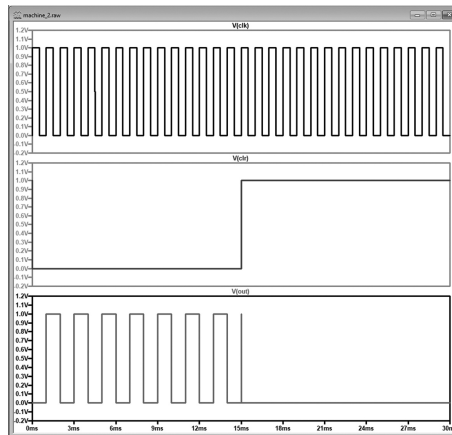 machine_2.raw
V(clk)
1.2V
1.1V
1.0V
0.9V
0.8V
0.7V
0.6V
0.5V
0.4V
0.3V
0.2V
0.1V
0.0V
-0.1V
-0.2V
V(clr)
1.2V
1.1V
1.0V
0.9V
0.8V
0.7V
0.6V
0.5V
0.4V
0.3V
0.2V
0.1V
0.0V
-0.1V
-0.2V
V(out)
1.2V
1.1V
1.0V
0.9V
0.8V
0.7V
0.6V
0.5V
0.4V
0.3V
0.2V
0.1V
0.0V
-0.1V
-0.2V
0ms 3ms 6ms 9ms 12ms 15ms 18ms 21ms 24ms 27ms 30m